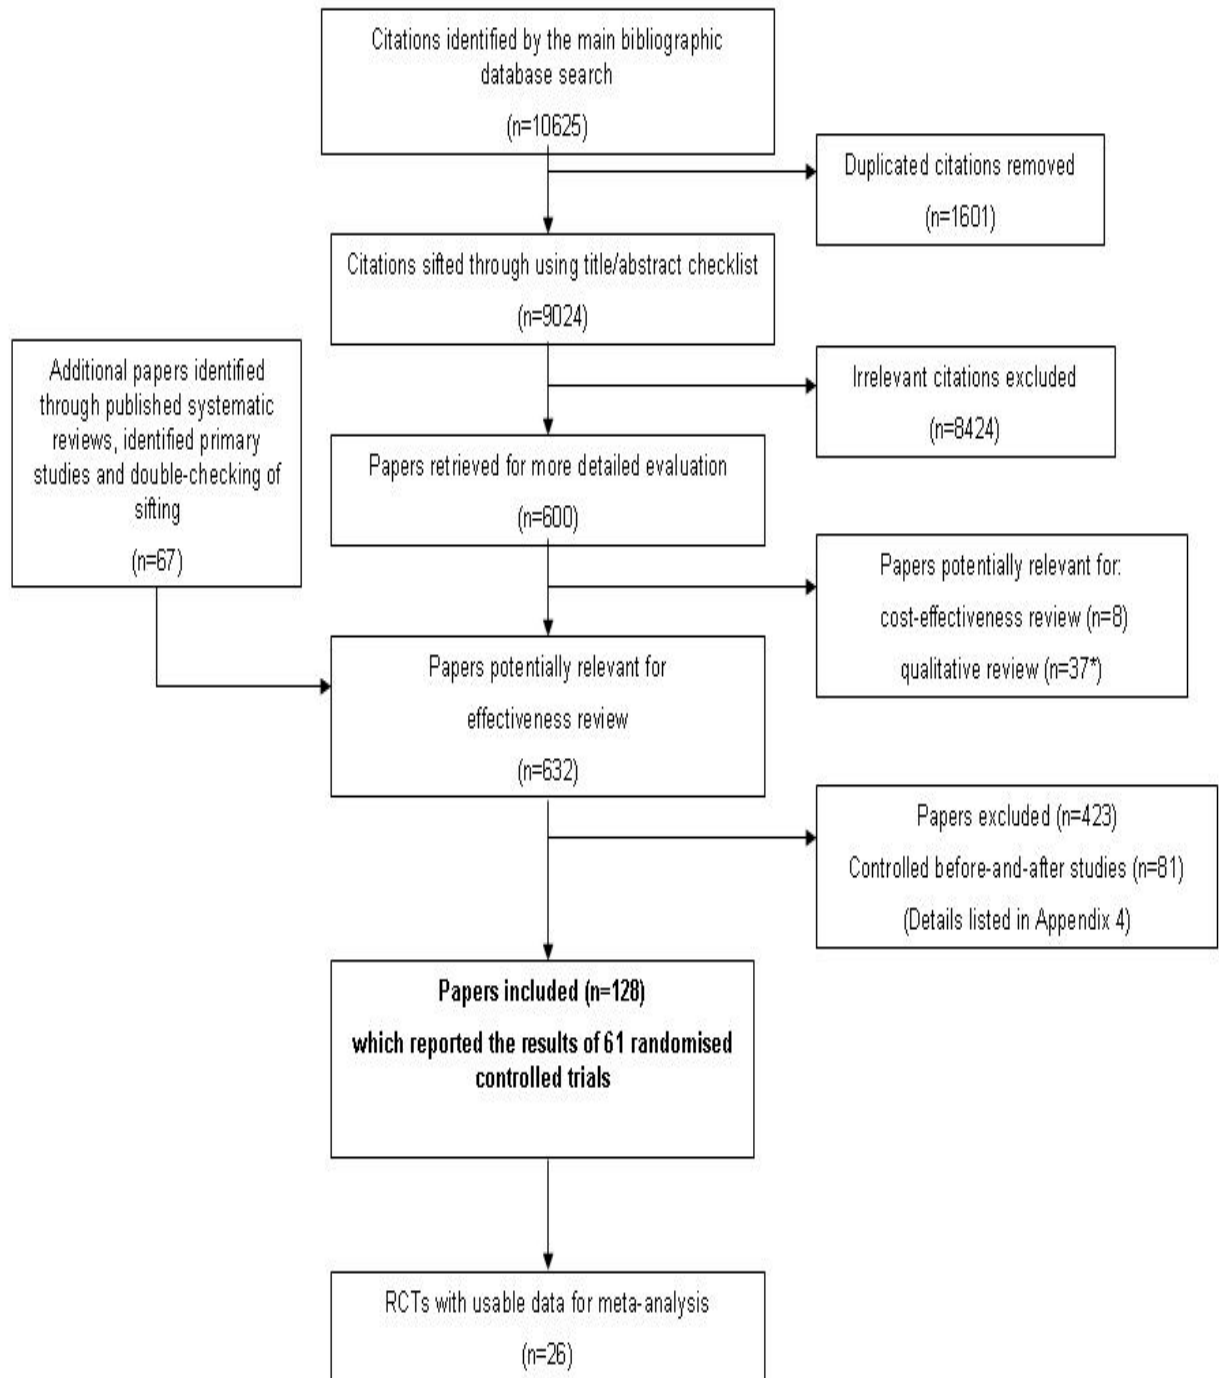 Citations identified by the main bibliographic
database search
(n=10625)
Duplicated citations removed
(n=1601)
Citations sifted through using title/abstract checklist
(n=9024)
Additional papers identified
through published systematic
reviews, identified primary
studies and double-checking of
sifting
(n=67)
Irrelevant citations excluded
(n=8424)
Papers retrieved for more detailed evaluation
(n=600)
Papers potentially relevant for:
cost-effectiveness review (n=8)
qualitative review (n=37*)
Papers potentially relevant for
effectiveness review
(n=632)
Papers excluded (n=423)
Controlled before-and-after studies (n=81)
(Details listed in Appendix 4)
Papers included (n=128)
which reported the results of 61 randomised
controlled trials
RCTs with usable data for meta-analysis
(n=26)